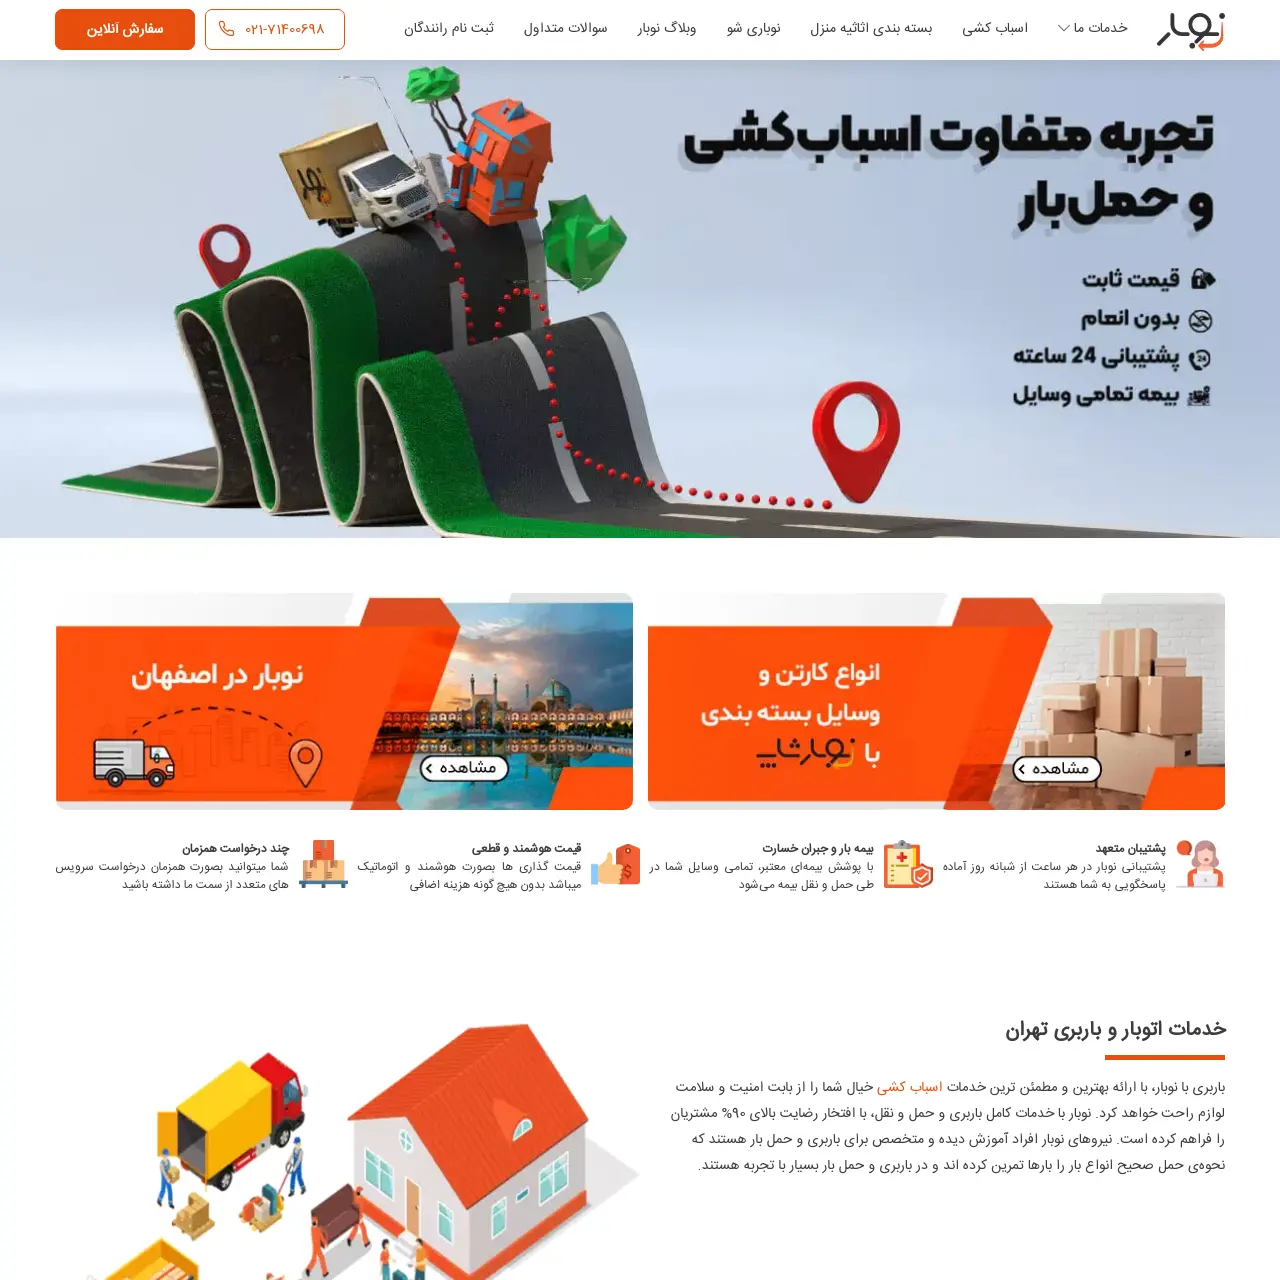 نوبار
خدمات ما
اسباب کشی
بسته بندی اثاثیه منزل
نوباری شو
وبلاگ نوبار
سوالات متداول
ثبت نام رانندگان
۰۲۱-۷۱۴۰۰۶۹۸
سفارش آنلاین
تجربه متفاوت اسباب‌کشی
و حمل‌بار
قیمت ثابت
بدون انعام
پشتیبانی 24 ساعته
بیمه تمامی وسایل
نوبار
انواع کارتن و
وسایل بسته بندی
با نوبارشاپ
مشاهده
نوبار در اصفهان
مشاهده
پشتیبان متعهد
پشتیبانی نوبار در هر ساعت از شبانه روز آماده
پاسخگویی به شما هستند
بیمه بار و جبران خسارت
با پوشش بیمه‌ای معتبر، تمامی وسایل شما در
طی حمل و نقل بیمه می‌شود
قیمت هوشمند و قطعی
قیمت گذاری ها بصورت هوشمند و اتوماتیک
میباشد بدون هیچ گونه هزینه اضافی
چند درخواست همزمان
شما میتوانید بصورت همزمان درخواست سرویس
های متعدد از سمت ما داشته باشید
خدمات اتوبار و باربری تهران
باربری با نوبار، با ارائه بهترین و مطمئن ترین خدمات اسباب کشی خیال شما را از بابت امنیت و سلامت
لوازم راحت خواهد کرد. نوبار با خدمات کامل باربری و حمل و نقل، با افتخار رضایت بالای ۹۰% مشتریان
را فراهم کرده است. نیروهای نوبار افراد آموزش دیده و متخصص برای باربری و حمل بار هستند که
نحوه‌ی حمل صحیح انواع بار را بارها تمرین کرده اند و در باربری و حمل بار بسیار با تجربه هستند.